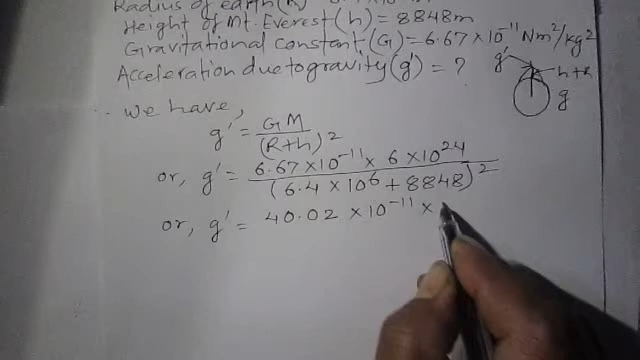 Radius of earth (R)
Height of Mt. Everest (h) = 8848m
Gravitational constant (G) = 6.67 × 10⁻¹¹ Nm²/kg²
Acceleration due to gravity (g') = ?
g'
h+R
g
We have,
g' = GM/(R+h)²
or, g' = 6.67×10⁻¹¹ × 6×10²⁴/(6.4 × 10⁶ + 8848)²
or, g' = 40.02 × 10⁻¹¹ ×